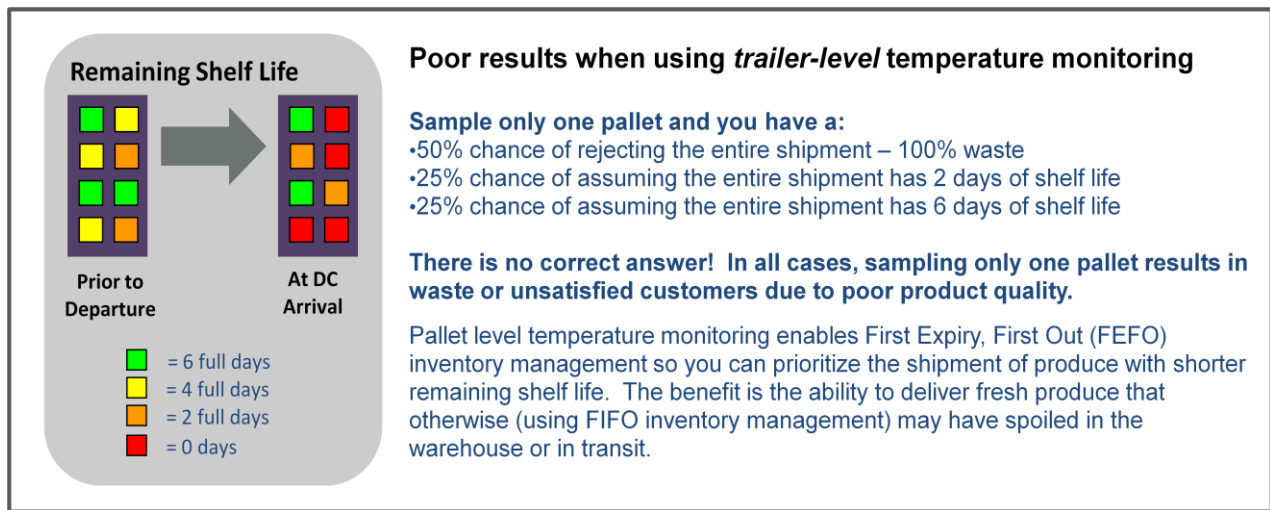 Remaining Shelf Life
Prior to
Departure
At DC
Arrival
= 6 full days
= 4 full days
= 2 full days
= 0 days
Poor results when using trailer-level temperature monitoring
Sample only one pallet and you have a:
•50% chance of rejecting the entire shipment – 100% waste
•25% chance of assuming the entire shipment has 2 days of shelf life
•25% chance of assuming the entire shipment has 6 days of shelf life
There is no correct answer!  In all cases, sampling only one pallet results in
waste or unsatisfied customers due to poor product quality.
Pallet level temperature monitoring enables First Expiry, First Out (FEFO)
inventory management so you can prioritize the shipment of produce with shorter
remaining shelf life.  The benefit is the ability to deliver fresh produce that
otherwise (using FIFO inventory management) may have spoiled in the
warehouse or in transit.